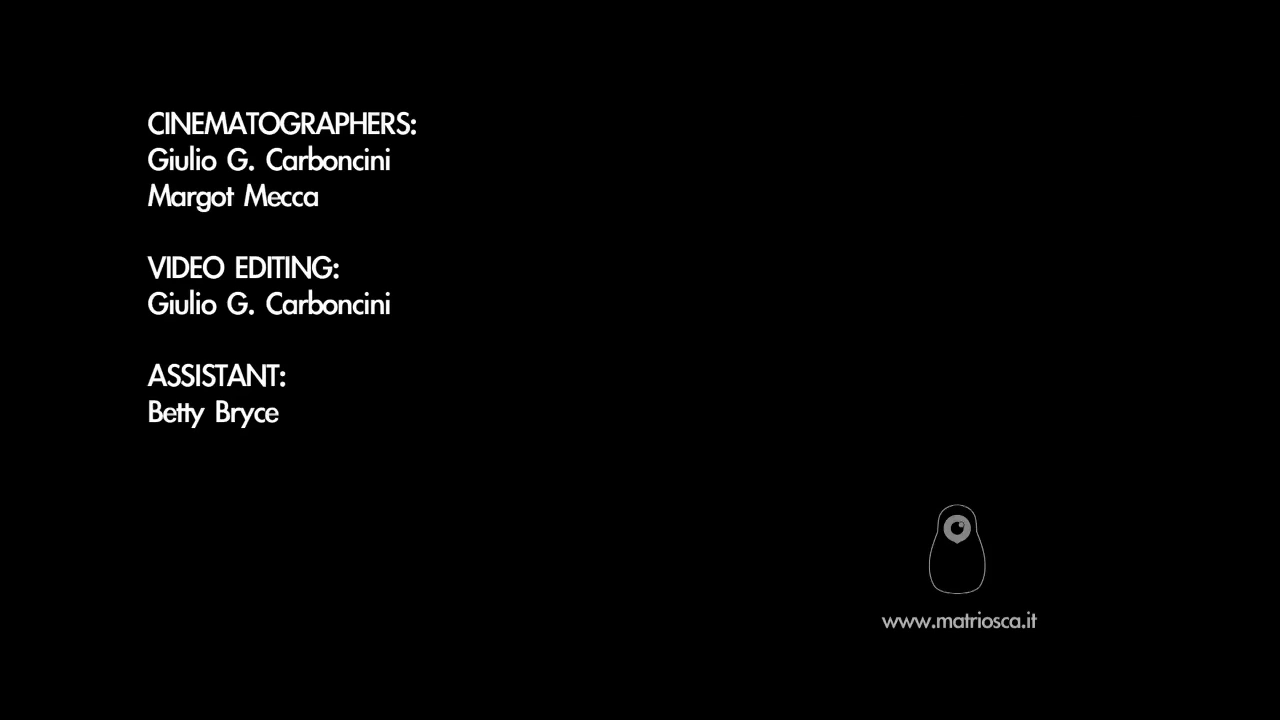 CINEMATOGRAPHERS:
Giulio G. Carboncini
Margot Mecca
VIDEO EDITING:
Giulio G. Carboncini
ASSISTANT:
Betty Bryce
www.matriosca.it